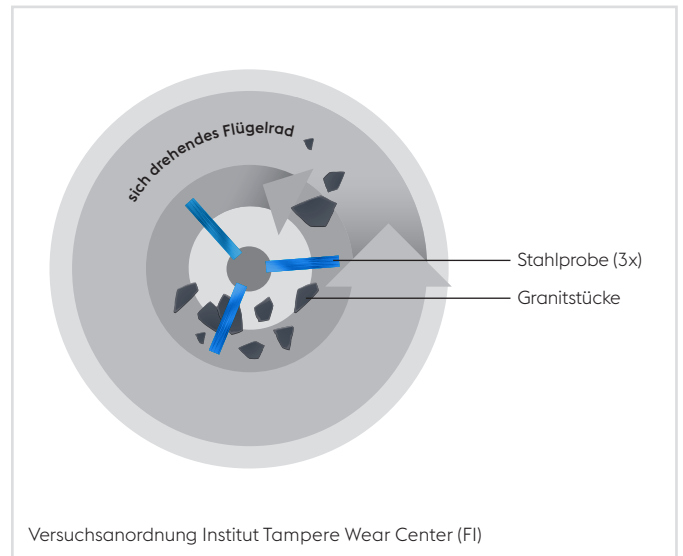 sich drehendes Flügelrad
Stahlprobe (3x)
Granitstücke
Versuchsanordnung Institut Tampere Wear Center (FI)